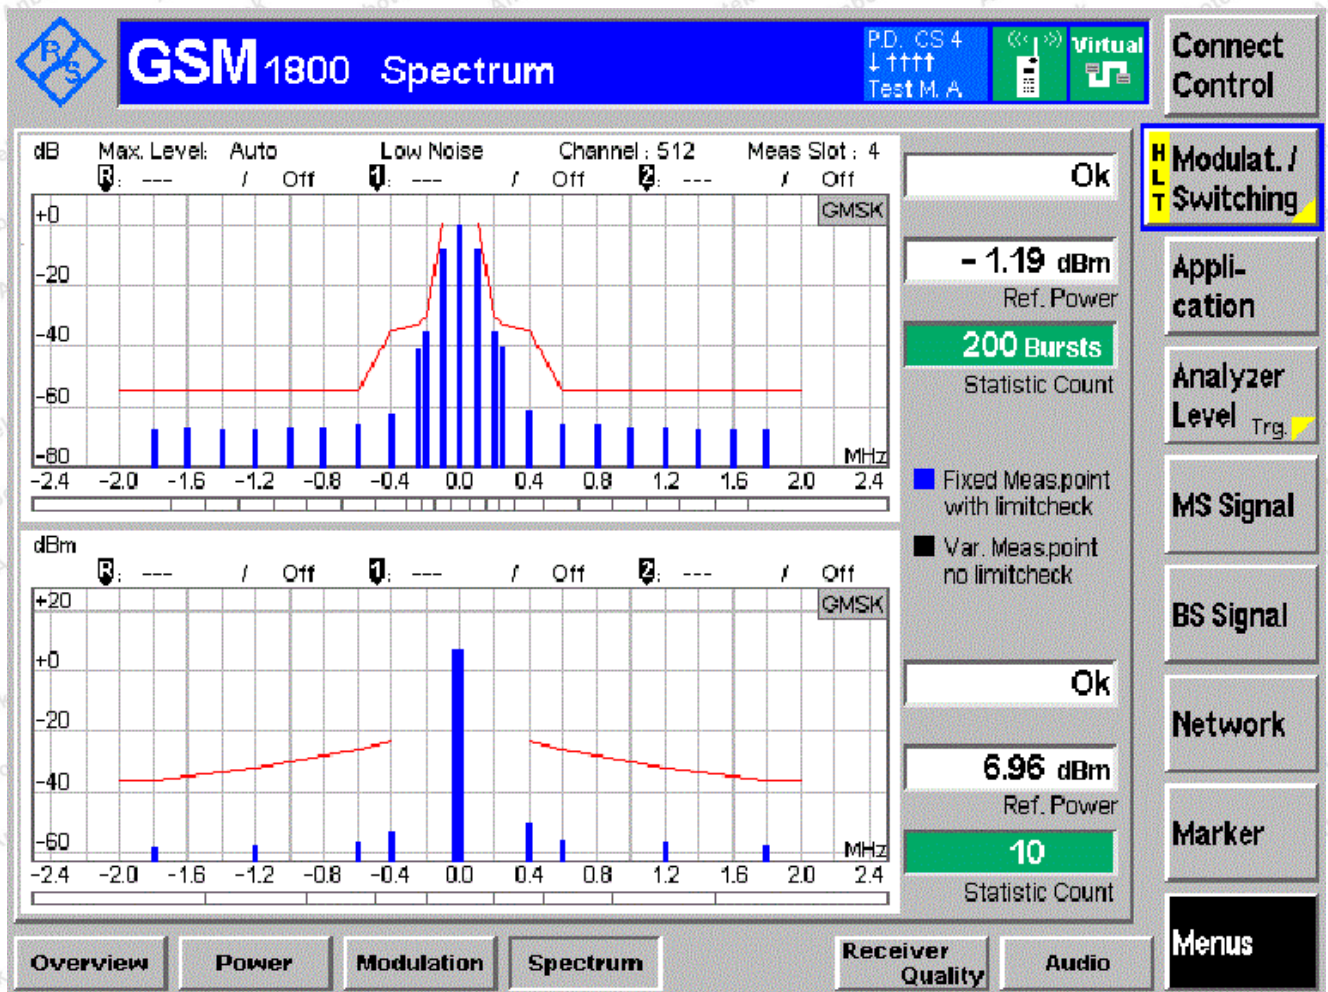 R S
GSM 1800 Spectrum
P.D. CS 4
Test M. A
Virtual
Connect
Control
dB Max. Level: Auto Low Noise Channel : 512 Meas Slot : 4
R : --- / Off 1 : --- / Off 2 : --- / Off
GMSK
+0
-20
-40
-60
-80
MHz
-2.4 -2.0 -1.6 -1.2 -0.8 -0.4 0.0 0.4 0.8 1.2 1.6 2.0 2.4
Ok
- 1.19 dBm
Ref. Power
200 Bursts
Statistic Count
Fixed Meas.point
with limitcheck
Var. Meas.point
no limitcheck
dBm
R : --- / Off 1 : --- / Off 2 : --- / Off
GMSK
+20
+0
-20
-40
-60
MHz
-2.4 -2.0 -1.6 -1.2 -0.8 -0.4 0.0 0.4 0.8 1.2 1.6 2.0 2.4
Ok
6.96 dBm
Ref. Power
10
Statistic Count
HLT
Modulat. /
Switching
Appli-
cation
Analyzer
Level Trg.
MS Signal
BS Signal
Network
Marker
Menus
Overview Power Modulation Spectrum Receiver Quality Audio